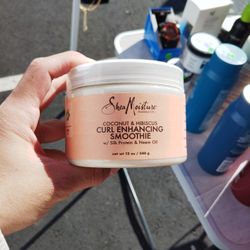 SheaMoisture
COCONUT & HIBISCUS
CURL ENHANCING
SMOOTHIE
w/ Silk Protein & Neem Oil
net wt 12 oz / 340 g